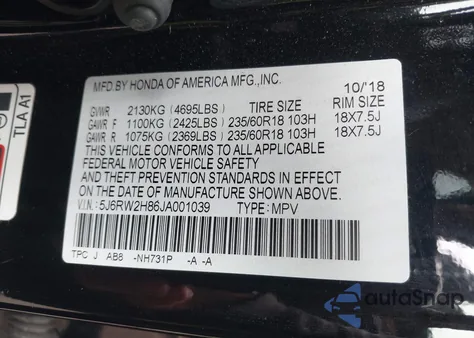 MFD.BY HONDA OF AMERICA MFG.,INC. 10/'18
GVWR 2130KG (4695LBS) TIRE SIZE RIM SIZE
GAWR F 1100KG (2425LBS) 235/60R18 103H 18X7.5J
GAWR R 1075KG (2369LBS) 235/60R18 103H 18X7.5J
THIS VEHICLE CONFORMS TO ALL APPLICABLE
FEDERAL MOTOR VEHICLE SAFETY
AND THEFT PREVENTION STANDARDS IN EFFECT
ON THE DATE OF MANUFACTURE SHOWN ABOVE.
V.I.N.: 5J6RW2H86JA001039 TYPE: MPV
TPC J AB8 -NH731P -A -A
TLA A1
autoSnap